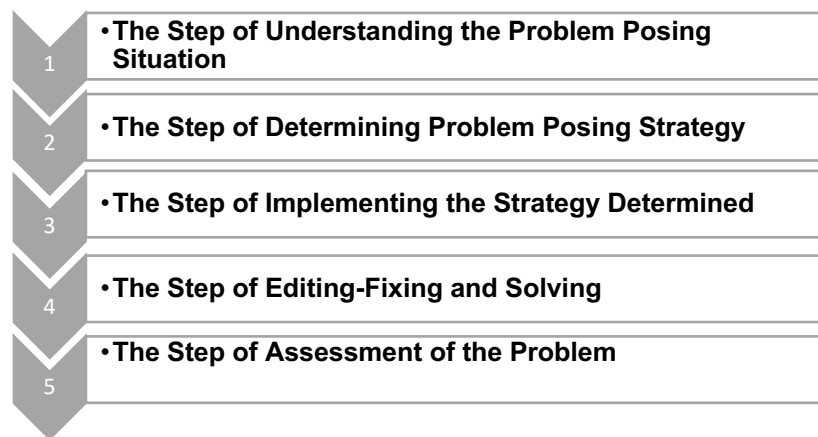 1
•The Step of Understanding the Problem Posing
Situation
2
•The Step of Determining Problem Posing Strategy
3
•The Step of Implementing the Strategy Determined
4
•The Step of Editing-Fixing and Solving
5
•The Step of Assessment of the Problem